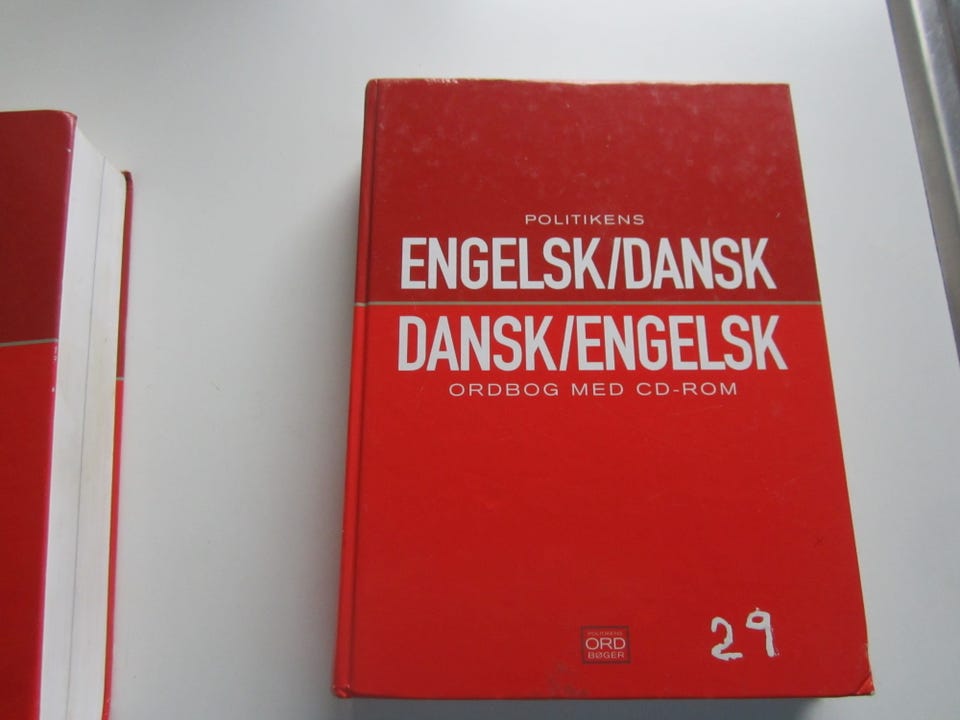 POLITIKENS
ENGELSK/DANSK
DANSK/ENGELSK
ORDBOG MED CD-ROM
POLITIKENS
ORD
BØGER
29